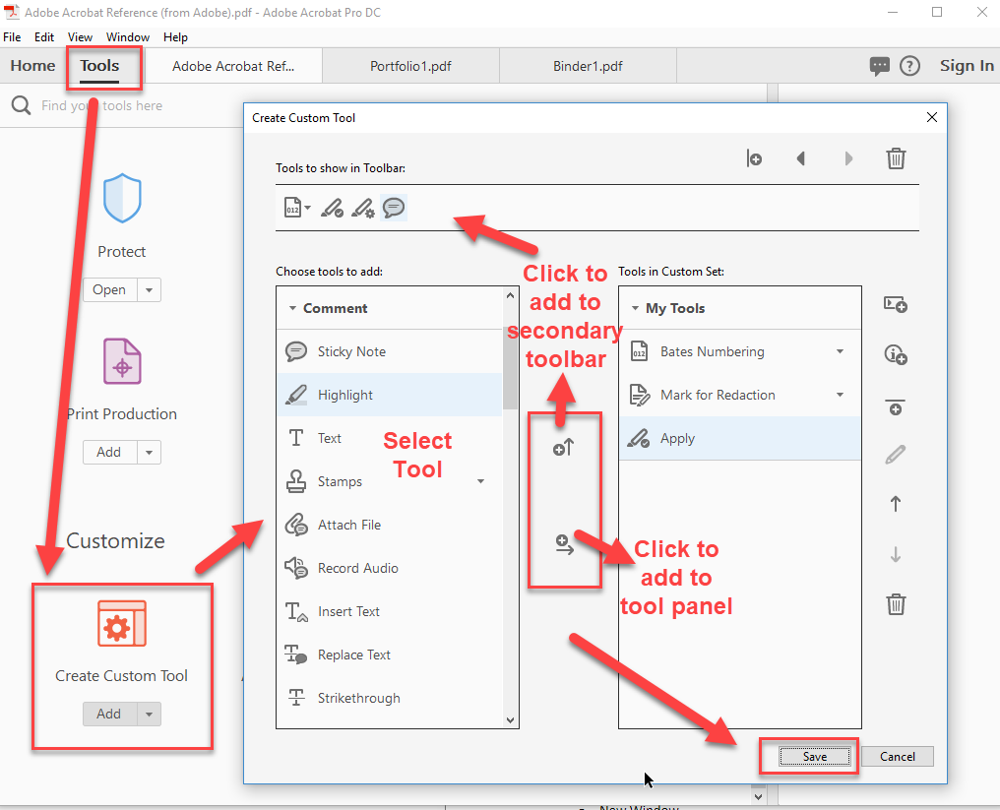 Adobe Acrobat Reference (from Adobe).pdf - Adobe Acrobat Pro DC
File Edit View Window Help
Home Tools Adobe Acrobat Ref... Portfolio1.pdf Binder1.pdf ? Sign In
Find your tools here
Create Custom Tool
Tools to show in Toolbar:
012
Protect
Open
Print Production
Add
Customize
Create Custom Tool
Add
Choose tools to add:
Comment
Sticky Note
Highlight
Text
Stamps
Attach File
Record Audio
Insert Text
Replace Text
Strikethrough
Select
Tool
Click to
add to
secondary
toolbar
Click to
add to
tool panel
Tools in Custom Set:
My Tools
012 Bates Numbering
Mark for Redaction
Apply
Save Cancel
New Window